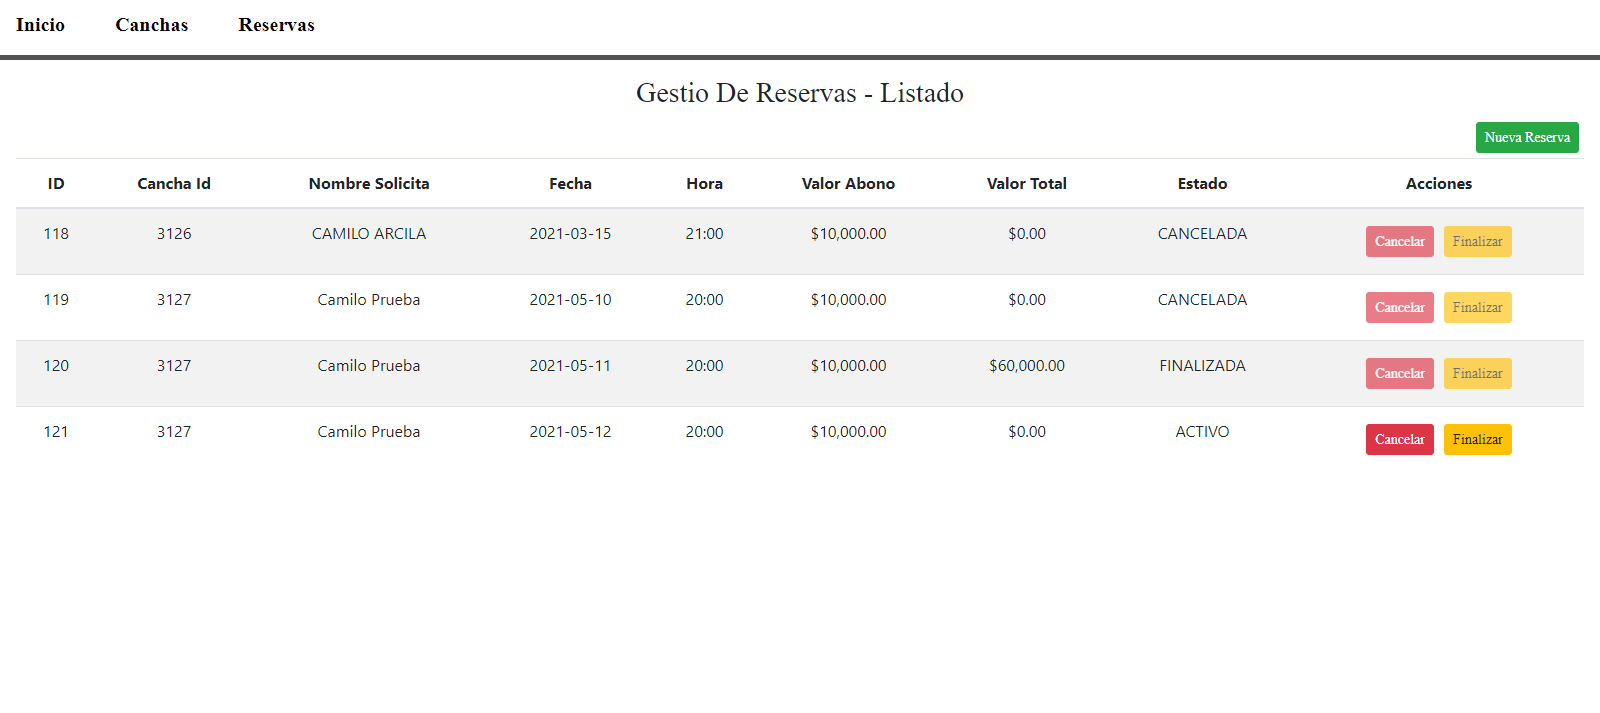 Inicio Canchas Reservas
Gestio De Reservas - Listado
Nueva Reserva
ID Cancha Id Nombre Solicita Fecha Hora Valor Abono Valor Total Estado Acciones
118 3126 CAMILO ARCILA 2021-03-15 21:00 $10,000.00 $0.00 CANCELADA Cancelar Finalizar
119 3127 Camilo Prueba 2021-05-10 20:00 $10,000.00 $0.00 CANCELADA Cancelar Finalizar
120 3127 Camilo Prueba 2021-05-11 20:00 $10,000.00 $60,000.00 FINALIZADA Cancelar Finalizar
121 3127 Camilo Prueba 2021-05-12 20:00 $10,000.00 $0.00 ACTIVO Cancelar Finalizar